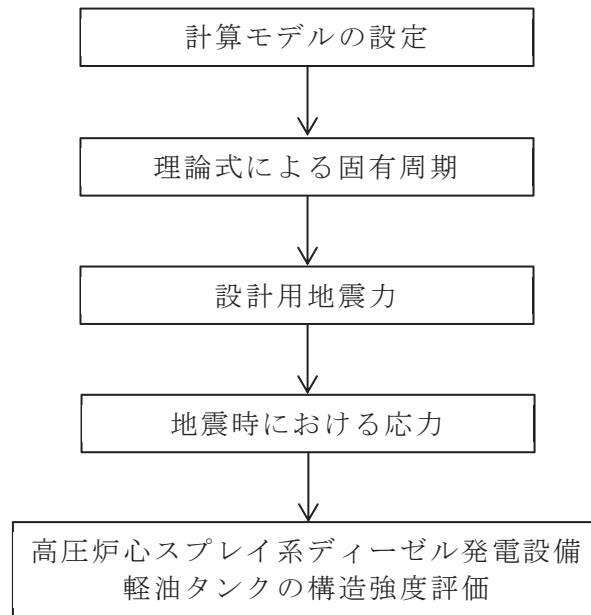 計算モデルの設定
理論式による固有周期
設計用地震力
地震時における応力
高圧炉心スプレイ系ディーゼル発電設備
軽油タンクの構造強度評価